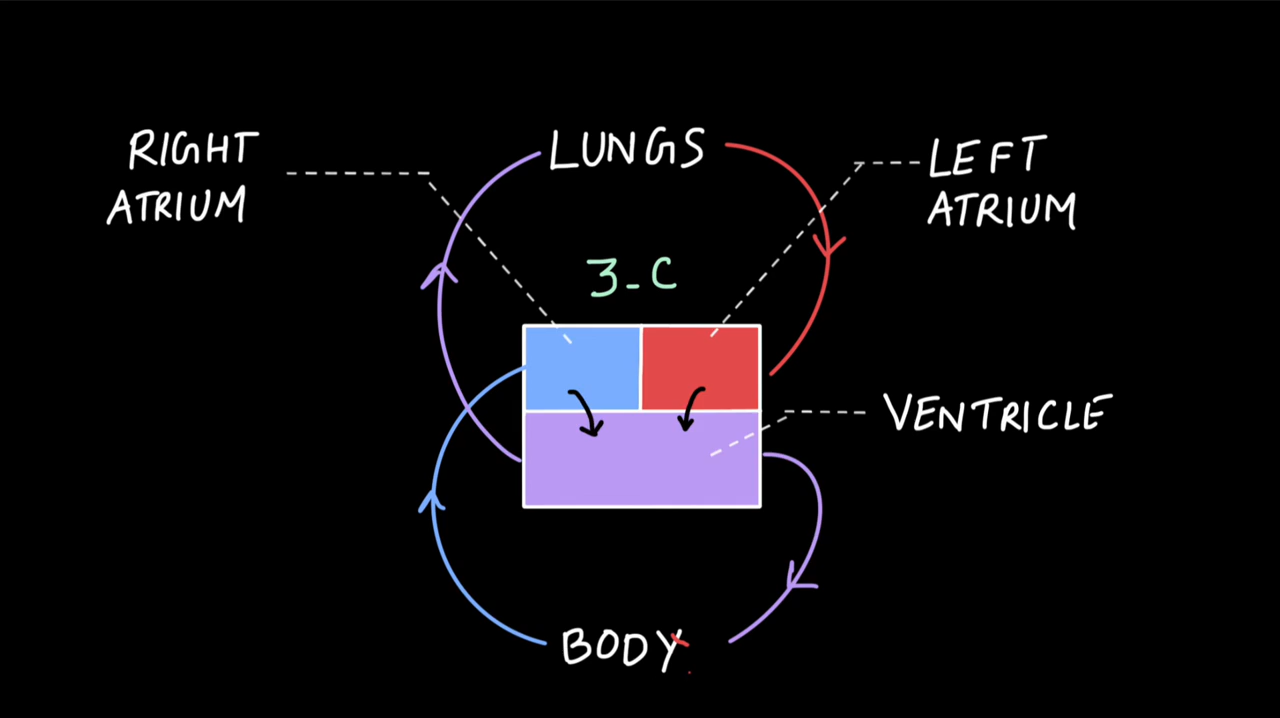 RIGHT
ATRIUM
LUNGS
LEFT
ATRIUM
3-C
VENTRICLE
BODY